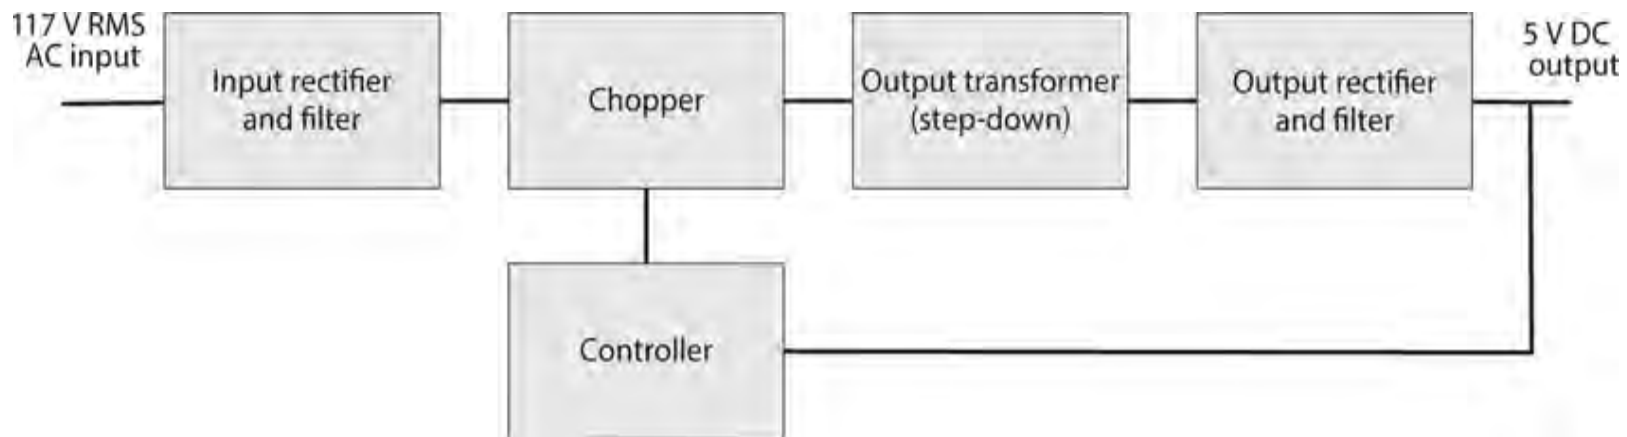 117 V RMS
AC input
Input rectifier
and filter
Chopper
Output transformer
(step-down)
Output rectifier
and filter
5 V DC
output
Controller